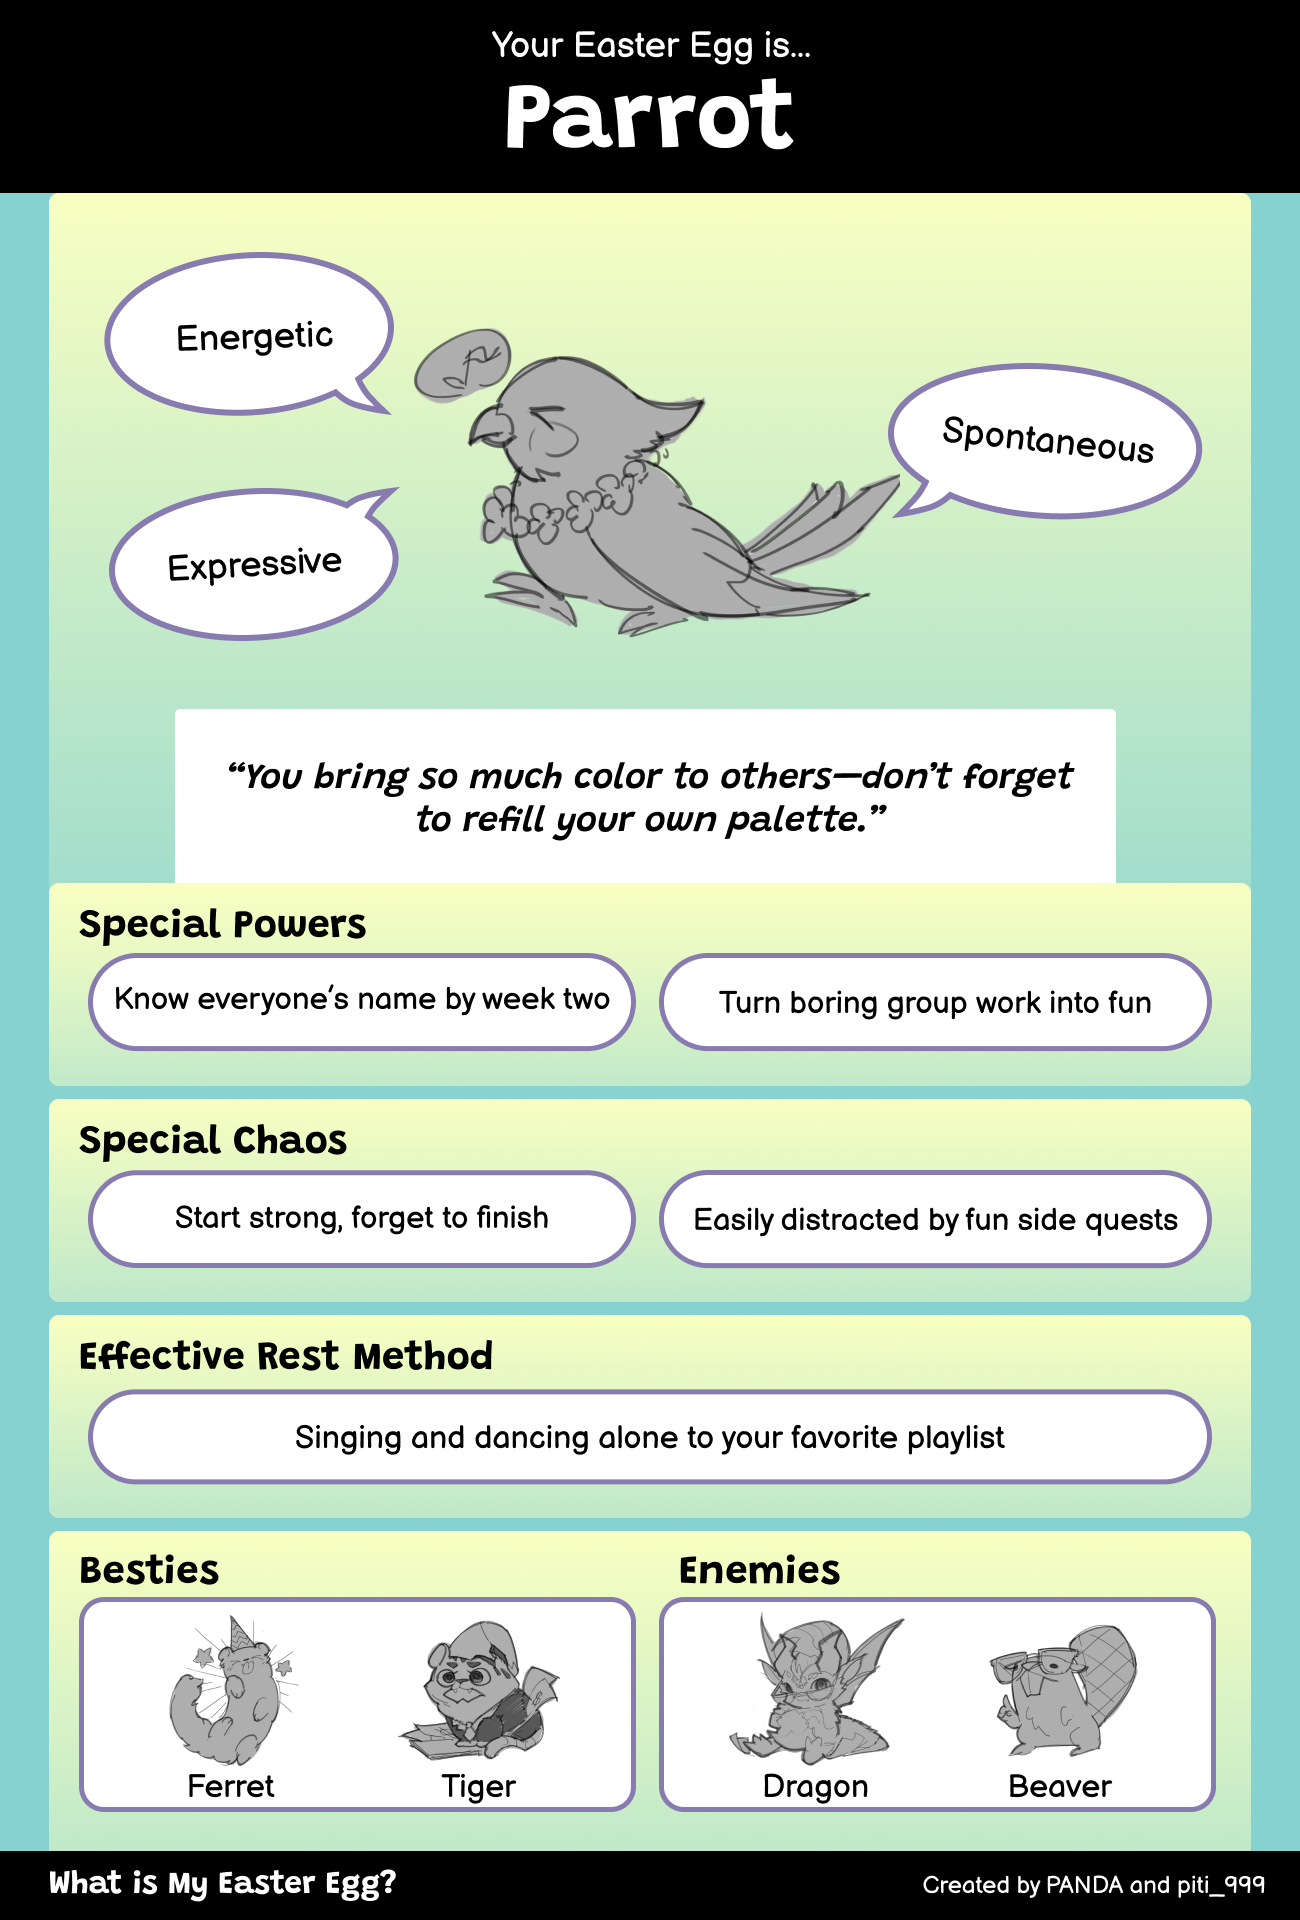 Your Easter Egg is...
Parrot
Energetic
Spontaneous
Expressive
“You bring so much color to others—don’t forget
to refill your own palette.”
Special Powers
Know everyone’s name by week two
Turn boring group work into fun
Special Chaos
Start strong, forget to finish
Easily distracted by fun side quests
Effective Rest Method
Singing and dancing alone to your favorite playlist
Besties
Enemies
Ferret
Tiger
Dragon
Beaver
What is My Easter Egg?
Created by PANDA and piti_999